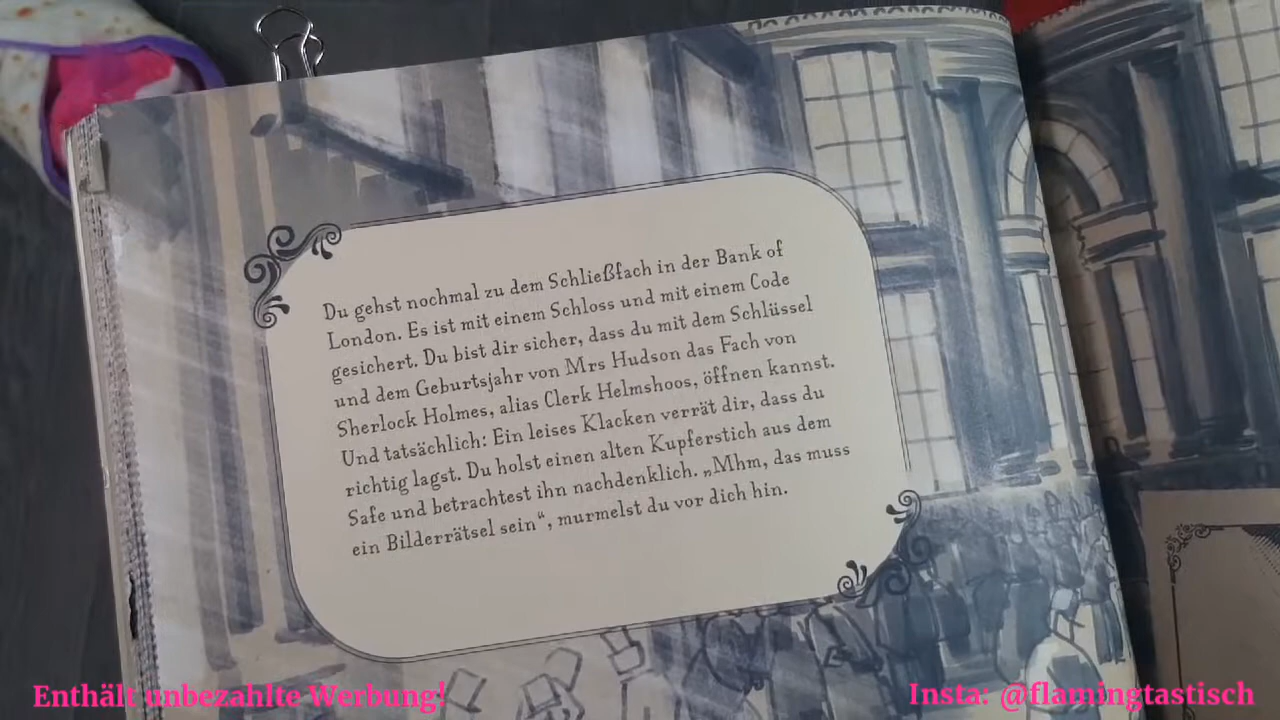 Du gehst nochmal zu dem Schließfach in der Bank of
London. Es ist mit einem Schloss und mit einem Code
gesichert. Du bist dir sicher, dass du mit dem Schlüssel
und dem Geburtsjahr von Mrs Hudson das Fach von
Sherlock Holmes, alias Clerk Helmshoos, öffnen kannst.
Und tatsächlich: Ein leises Klacken verrät dir, dass du
richtig lagst. Du holst einen alten Kupferstich aus dem
Safe und betrachtest ihn nachdenklich. „Mhm, das muss
ein Bilderrätsel sein“, murmelst du vor dich hin.
Enthält unbezahlte Werbung!
Insta: @flamingtastisch